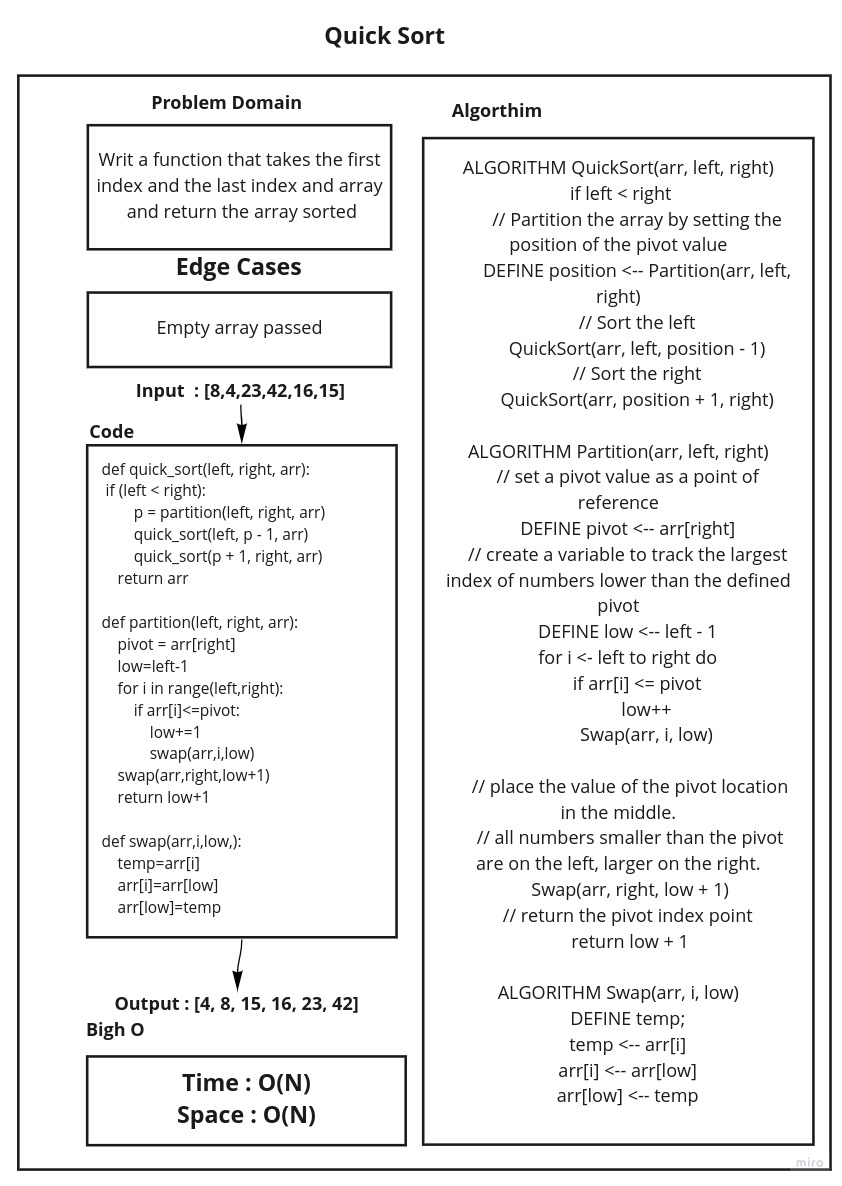 Quick Sort
Problem Domain
Writ a function that takes the first
index and the last index and array
and return the array sorted
Edge Cases
Empty array passed
Input  : [8,4,23,42,16,15]
Code
def quick_sort(left, right, arr):
if (left < right):
p = partition(left, right, arr)
quick_sort(left, p - 1, arr)
quick_sort(p + 1, right, arr)
return arr
def partition(left, right, arr):
pivot = arr[right]
low=left-1
for i in range(left,right):
if arr[i]<=pivot:
low+=1
swap(arr,i,low)
swap(arr,right,low+1)
return low+1
def swap(arr,i,low,):
temp=arr[i]
arr[i]=arr[low]
arr[low]=temp
Output : [4, 8, 15, 16, 23, 42]
Bigh O
Time : O(N)
Space : O(N)
Algorthim
ALGORITHM QuickSort(arr, left, right)
if left < right
// Partition the array by setting the
position of the pivot value
DEFINE position <-- Partition(arr, left,
right)
// Sort the left
QuickSort(arr, left, position - 1)
// Sort the right
QuickSort(arr, position + 1, right)
ALGORITHM Partition(arr, left, right)
// set a pivot value as a point of
reference
DEFINE pivot <-- arr[right]
// create a variable to track the largest
index of numbers lower than the defined
pivot
DEFINE low <-- left - 1
for i <- left to right do
if arr[i] <= pivot
low++
Swap(arr, i, low)
// place the value of the pivot location
in the middle.
// all numbers smaller than the pivot
are on the left, larger on the right.
Swap(arr, right, low + 1)
// return the pivot index point
return low + 1
ALGORITHM Swap(arr, i, low)
DEFINE temp;
temp <-- arr[i]
arr[i] <-- arr[low]
arr[low] <-- temp
miro